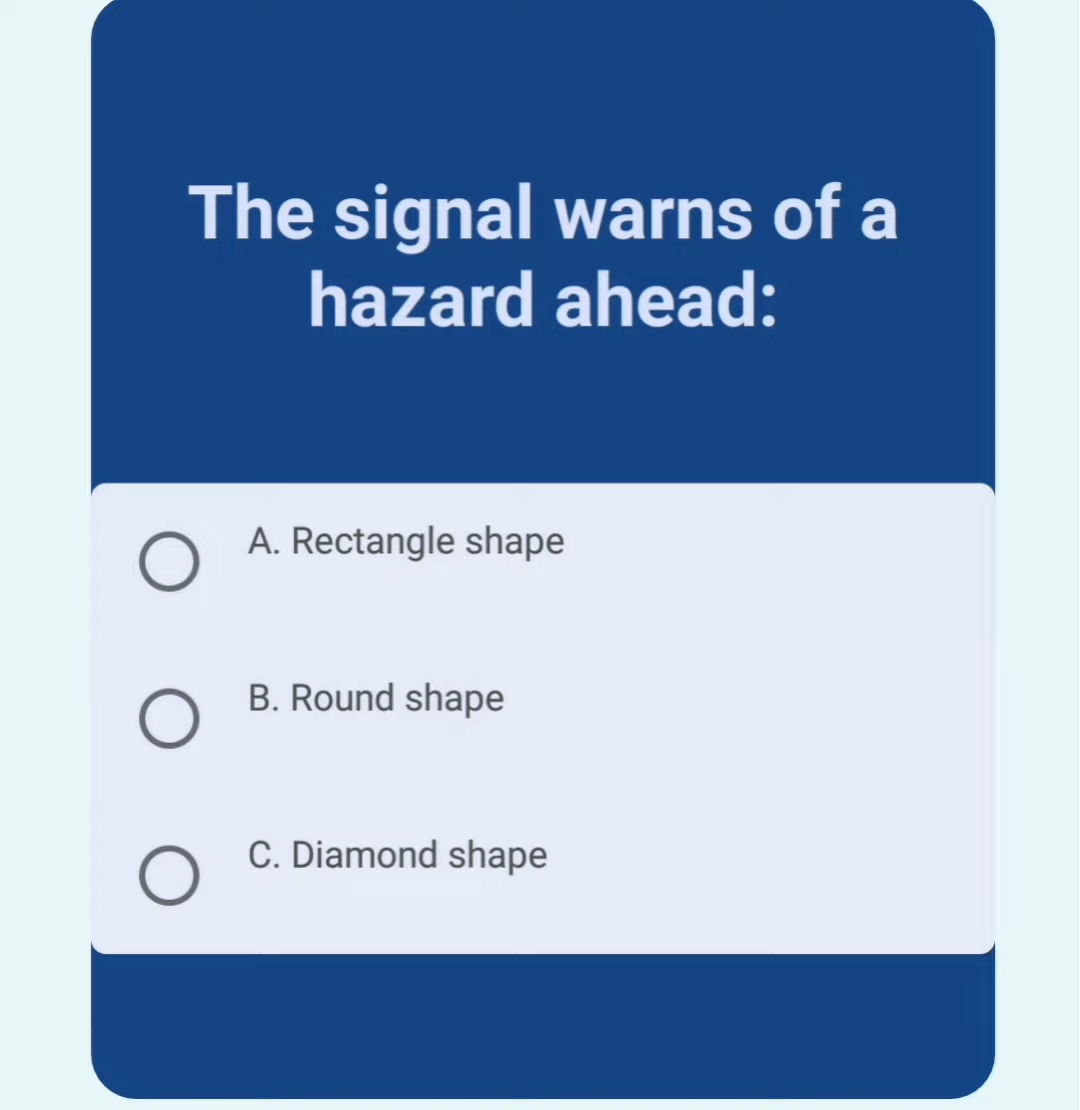 The signal warns of a
hazard ahead:
A. Rectangle shape
B. Round shape
C. Diamond shape